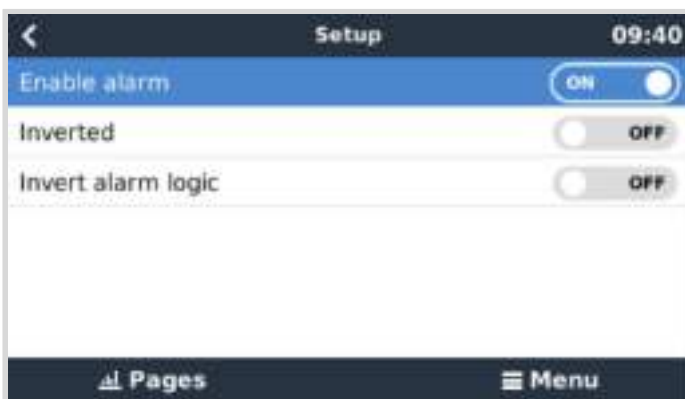 Setup 09:40
Enable alarm ON
Inverted OFF
Invert alarm logic OFF
Pages Menu